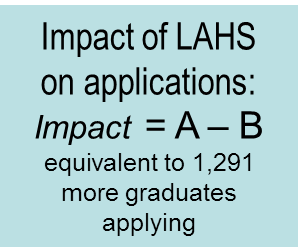 Impact of LAHS
on applications:
Impact = A – B
equivalent to 1,291
more graduates
applying